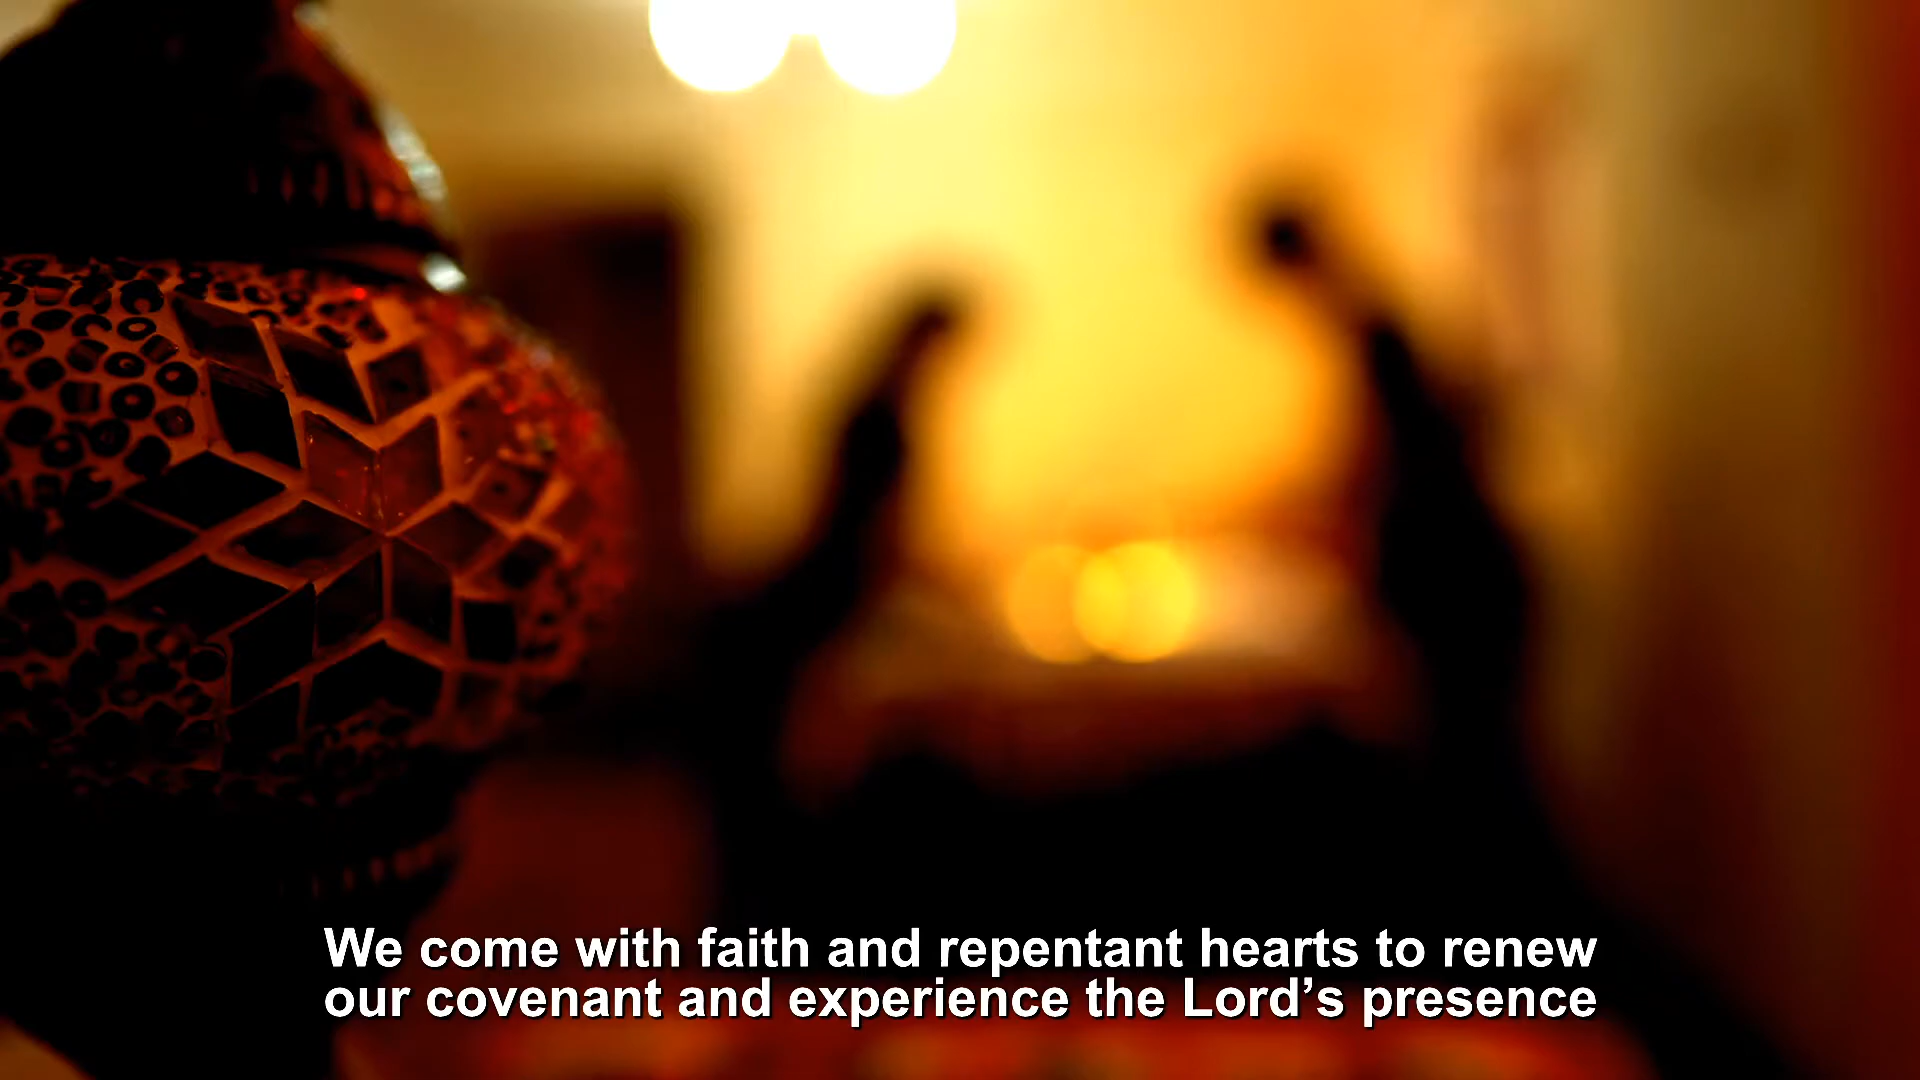 We come with faith and repentant hearts to renew
our covenant and experience the Lord’s presence